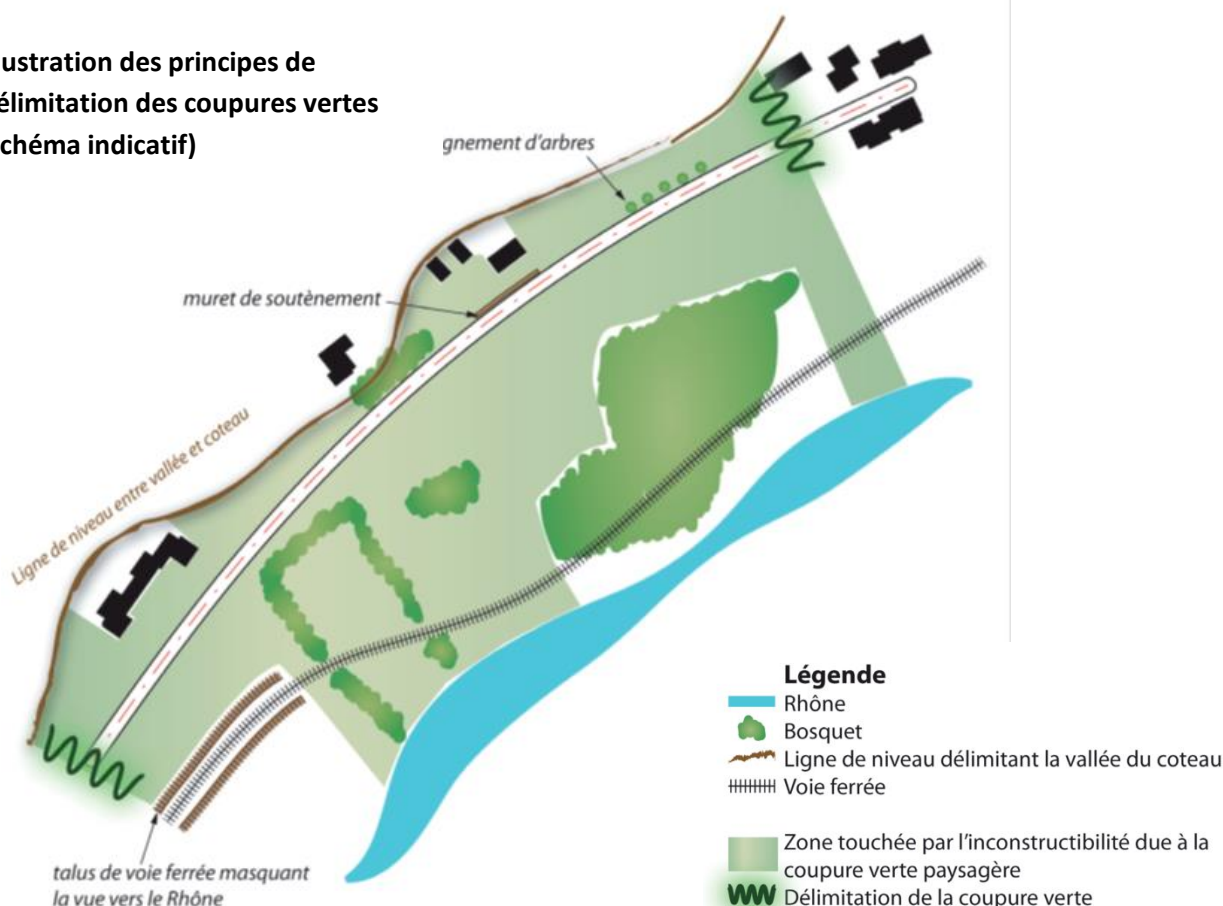 lustration des principes de
élimitation des coupures vertes
chéma indicatif)
gnement d'arbres
muret de soutènement
Ligne de niveau entre vallée et coteau
talus de voie ferrée masquant
la vue vers le Rhône
Légende
Rhône
Bosquet
Ligne de niveau délimitant la vallée du coteau
Voie ferrée
Zone touchée par l'inconstructibilité due à la
coupure verte paysagère
Délimitation de la coupure verte